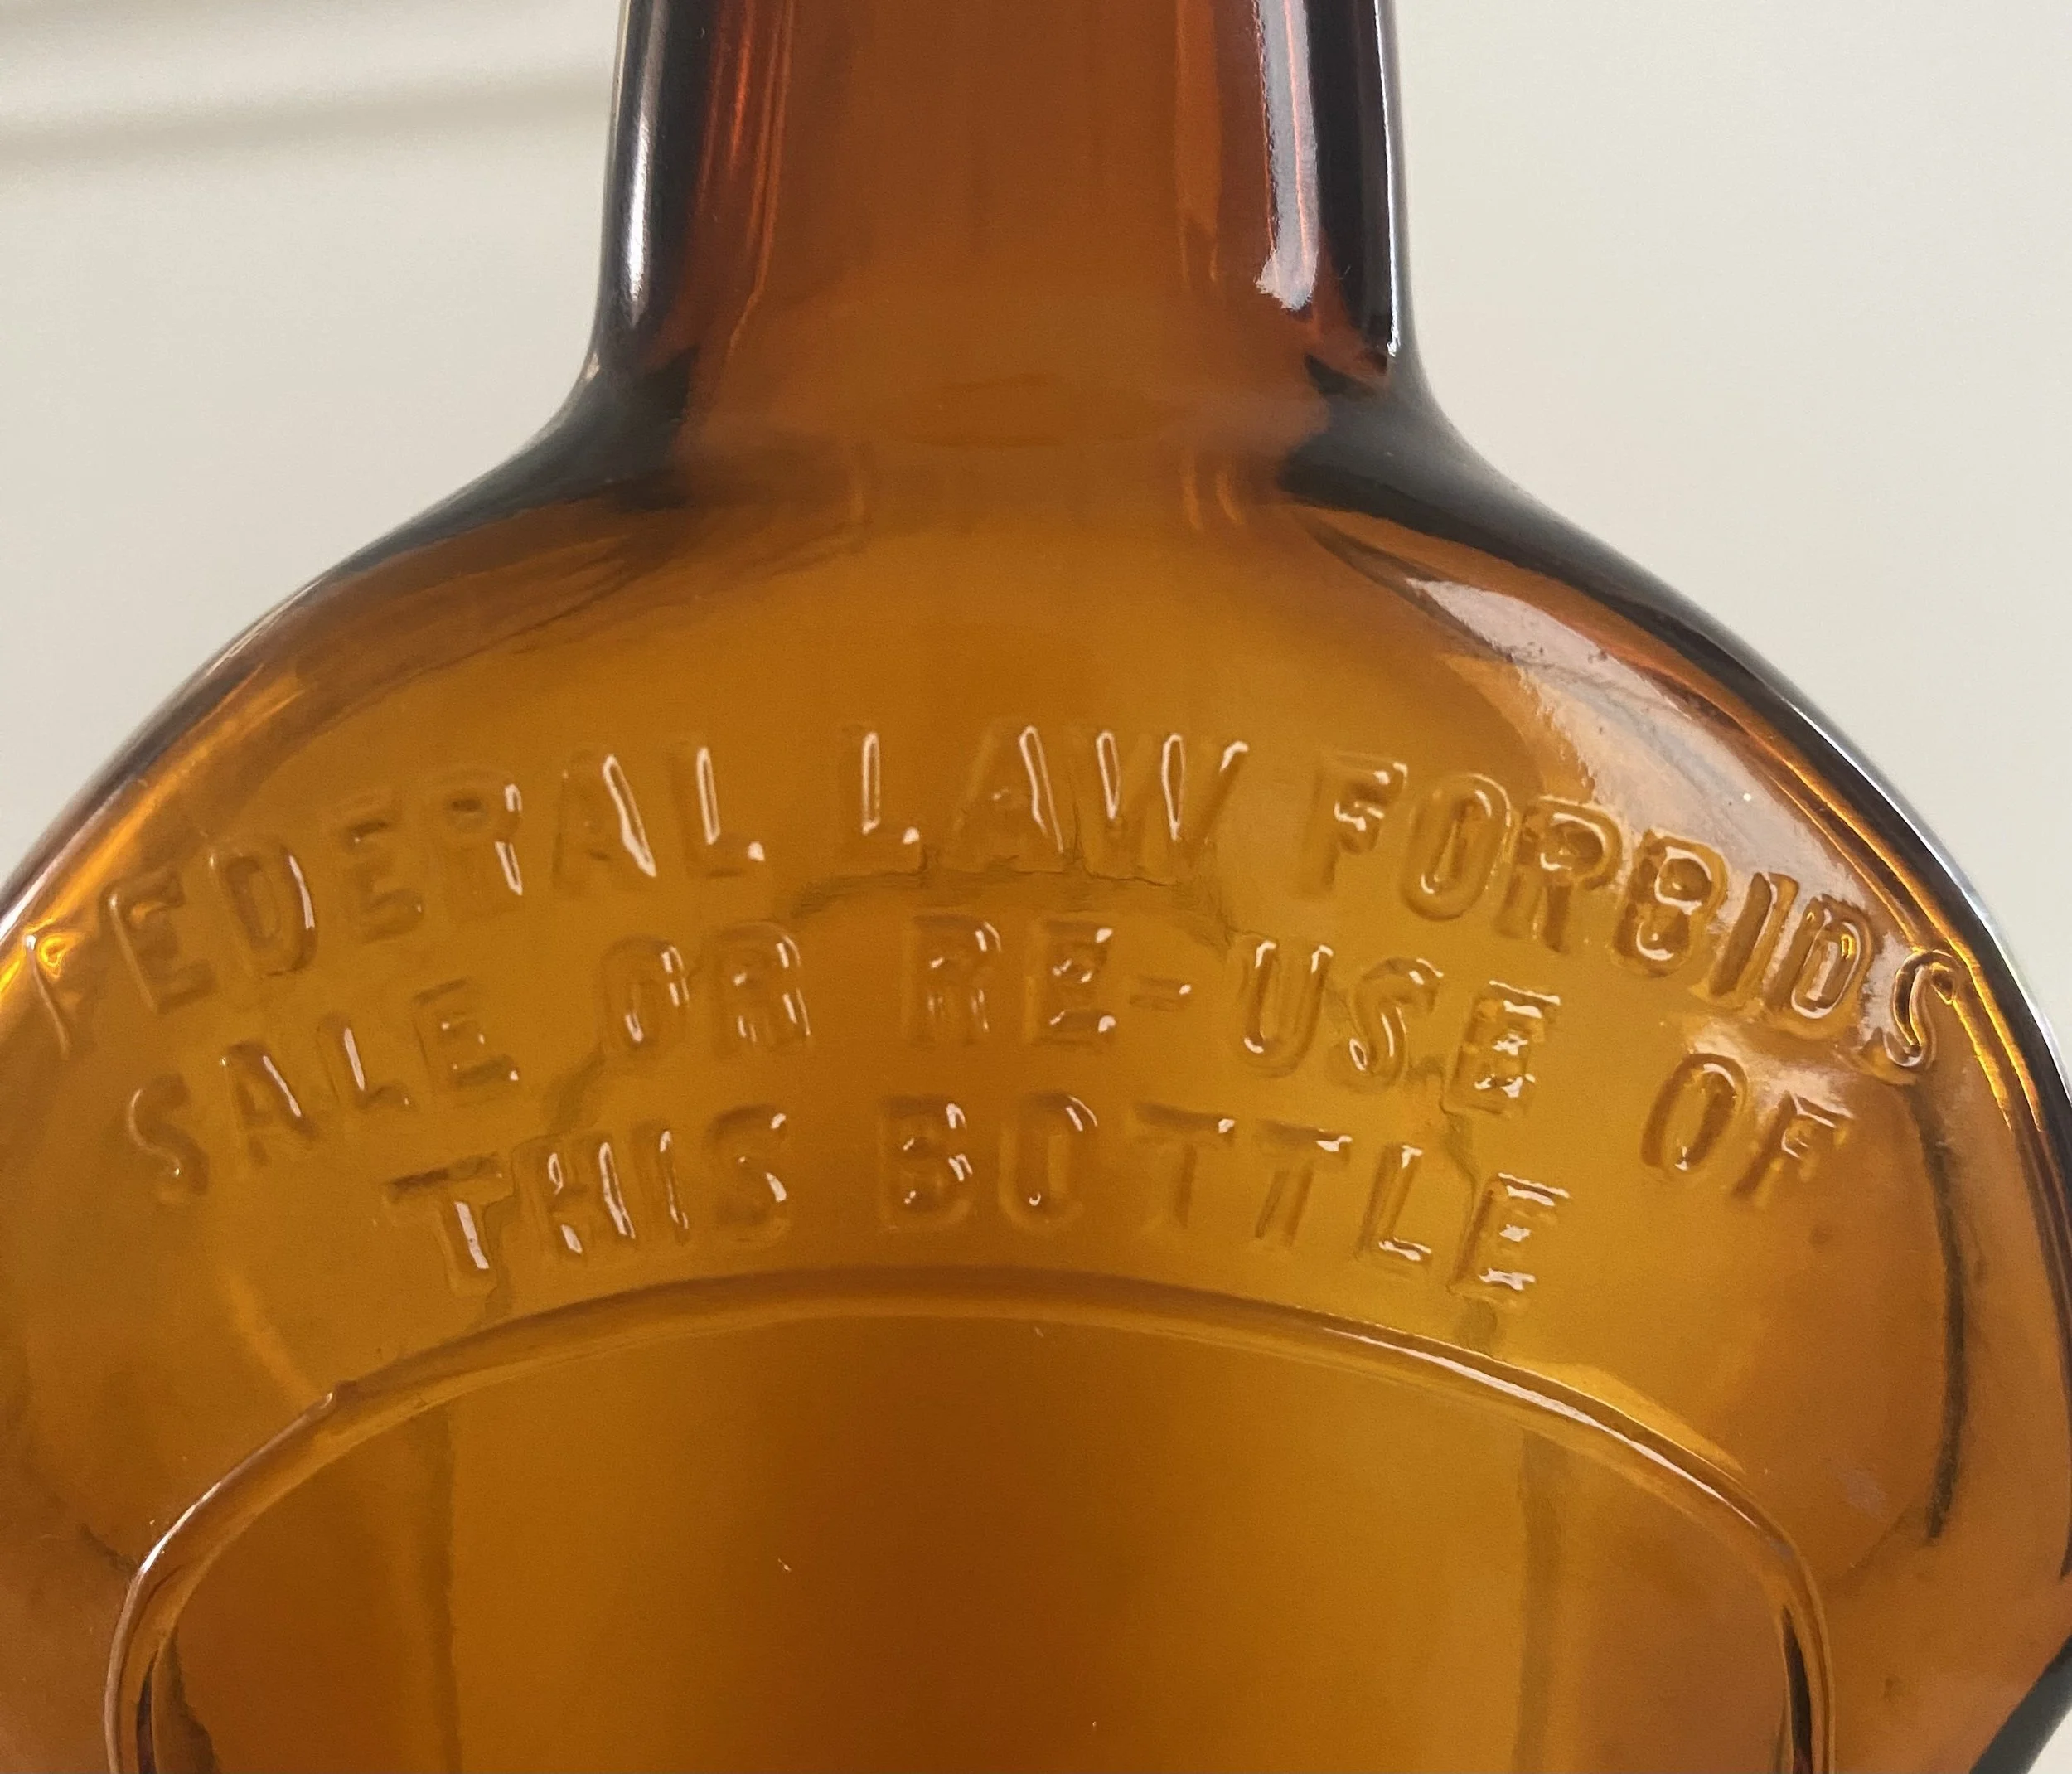 FEDERAL LAW FORBIDS
SALE OR RE-USE OF
THIS BOTTLE